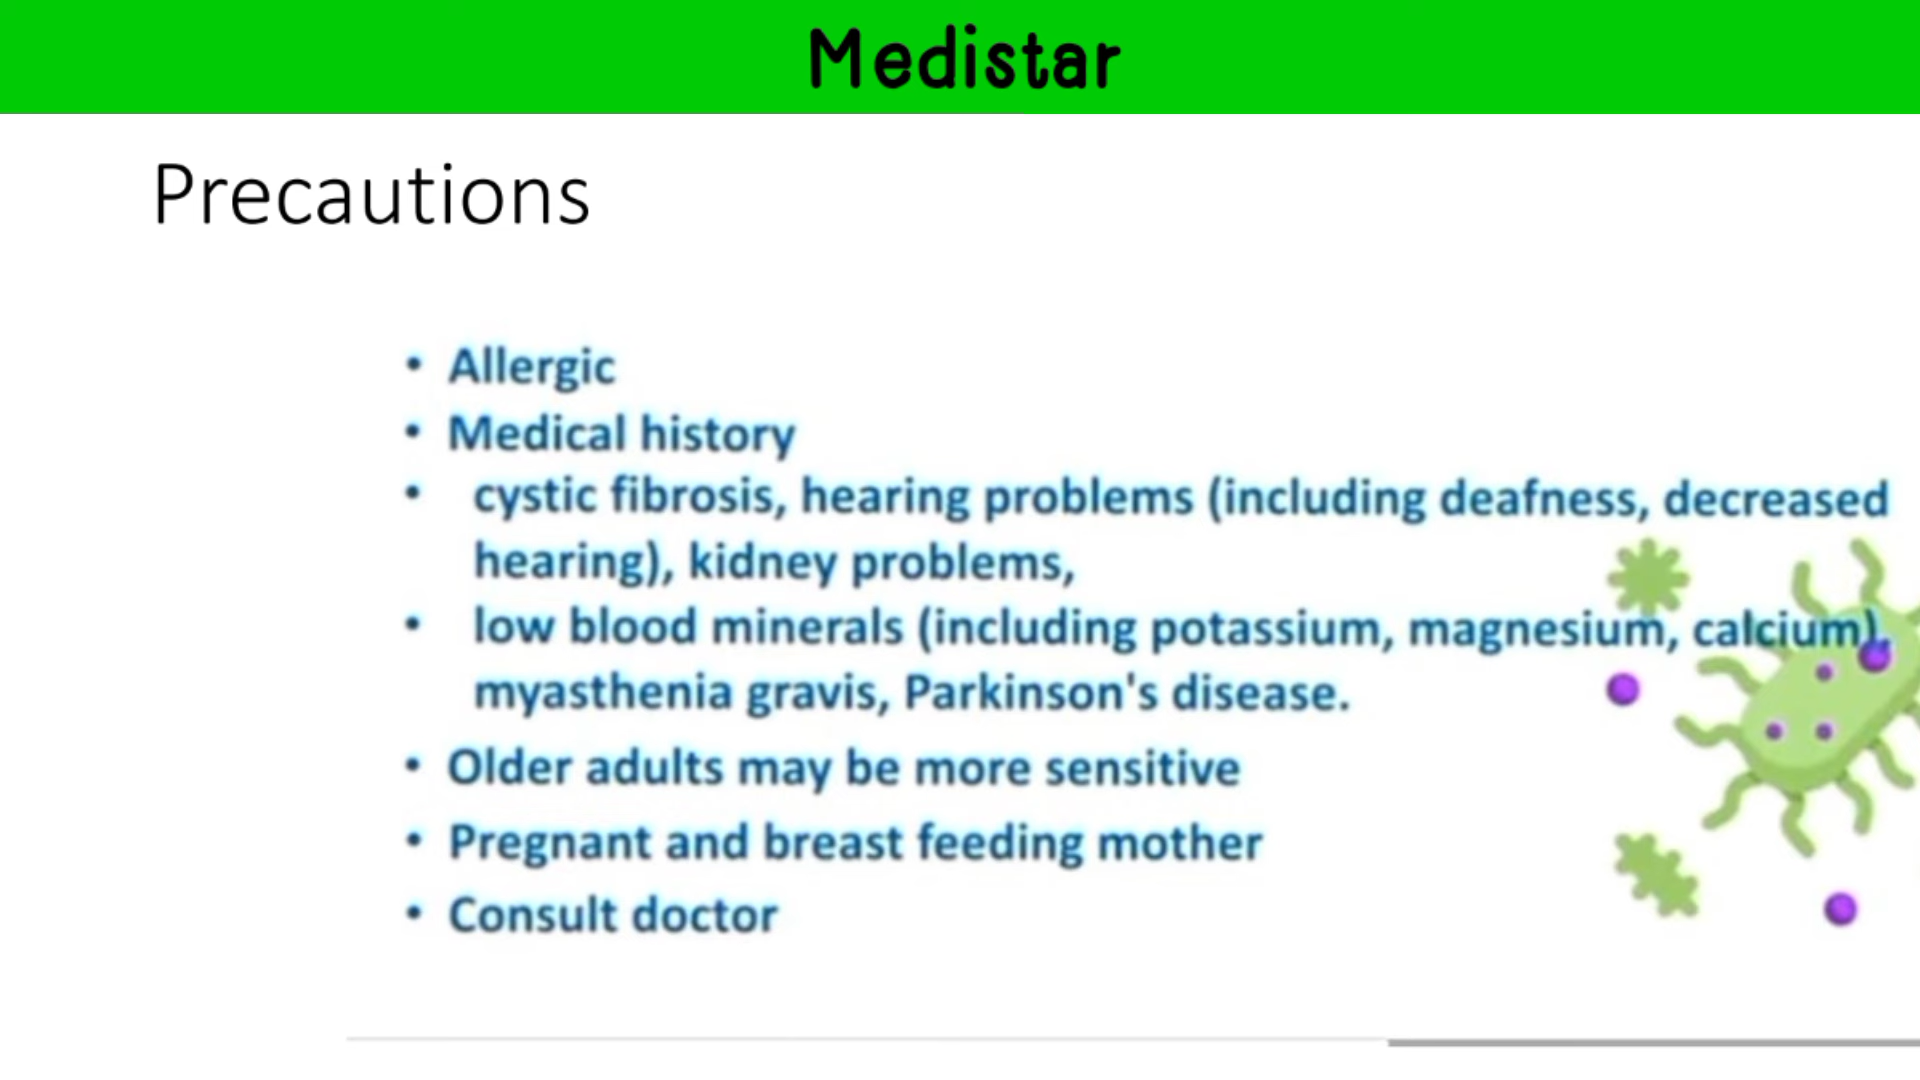 Medistar
Precautions
• Allergic
• Medical history
• cystic fibrosis, hearing problems (including deafness, decreased
hearing), kidney problems,
• low blood minerals (including potassium, magnesium, calcium),
myasthenia gravis, Parkinson's disease.
• Older adults may be more sensitive
• Pregnant and breast feeding mother
• Consult doctor